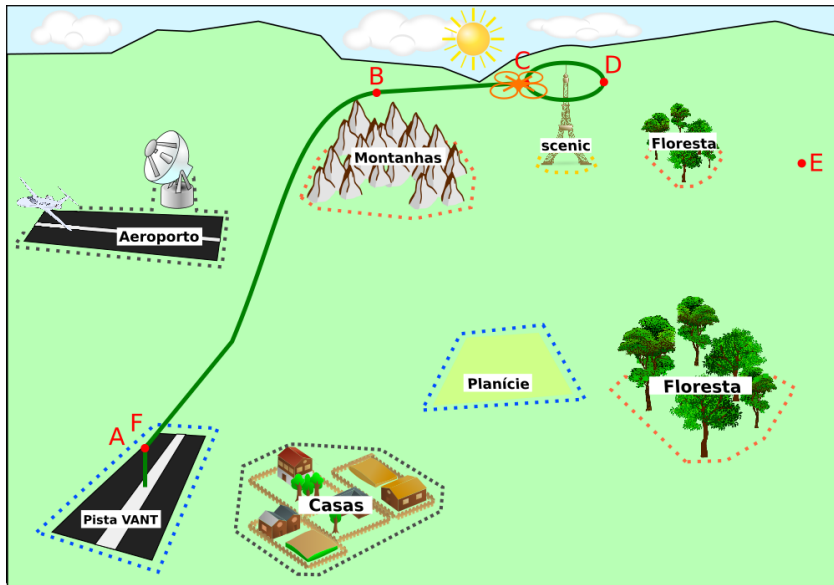 C
D
B
scenic
Floresta
Montanhas
E
Aeroporto
Planície
Floresta
A
F
Casas
Pista VANT